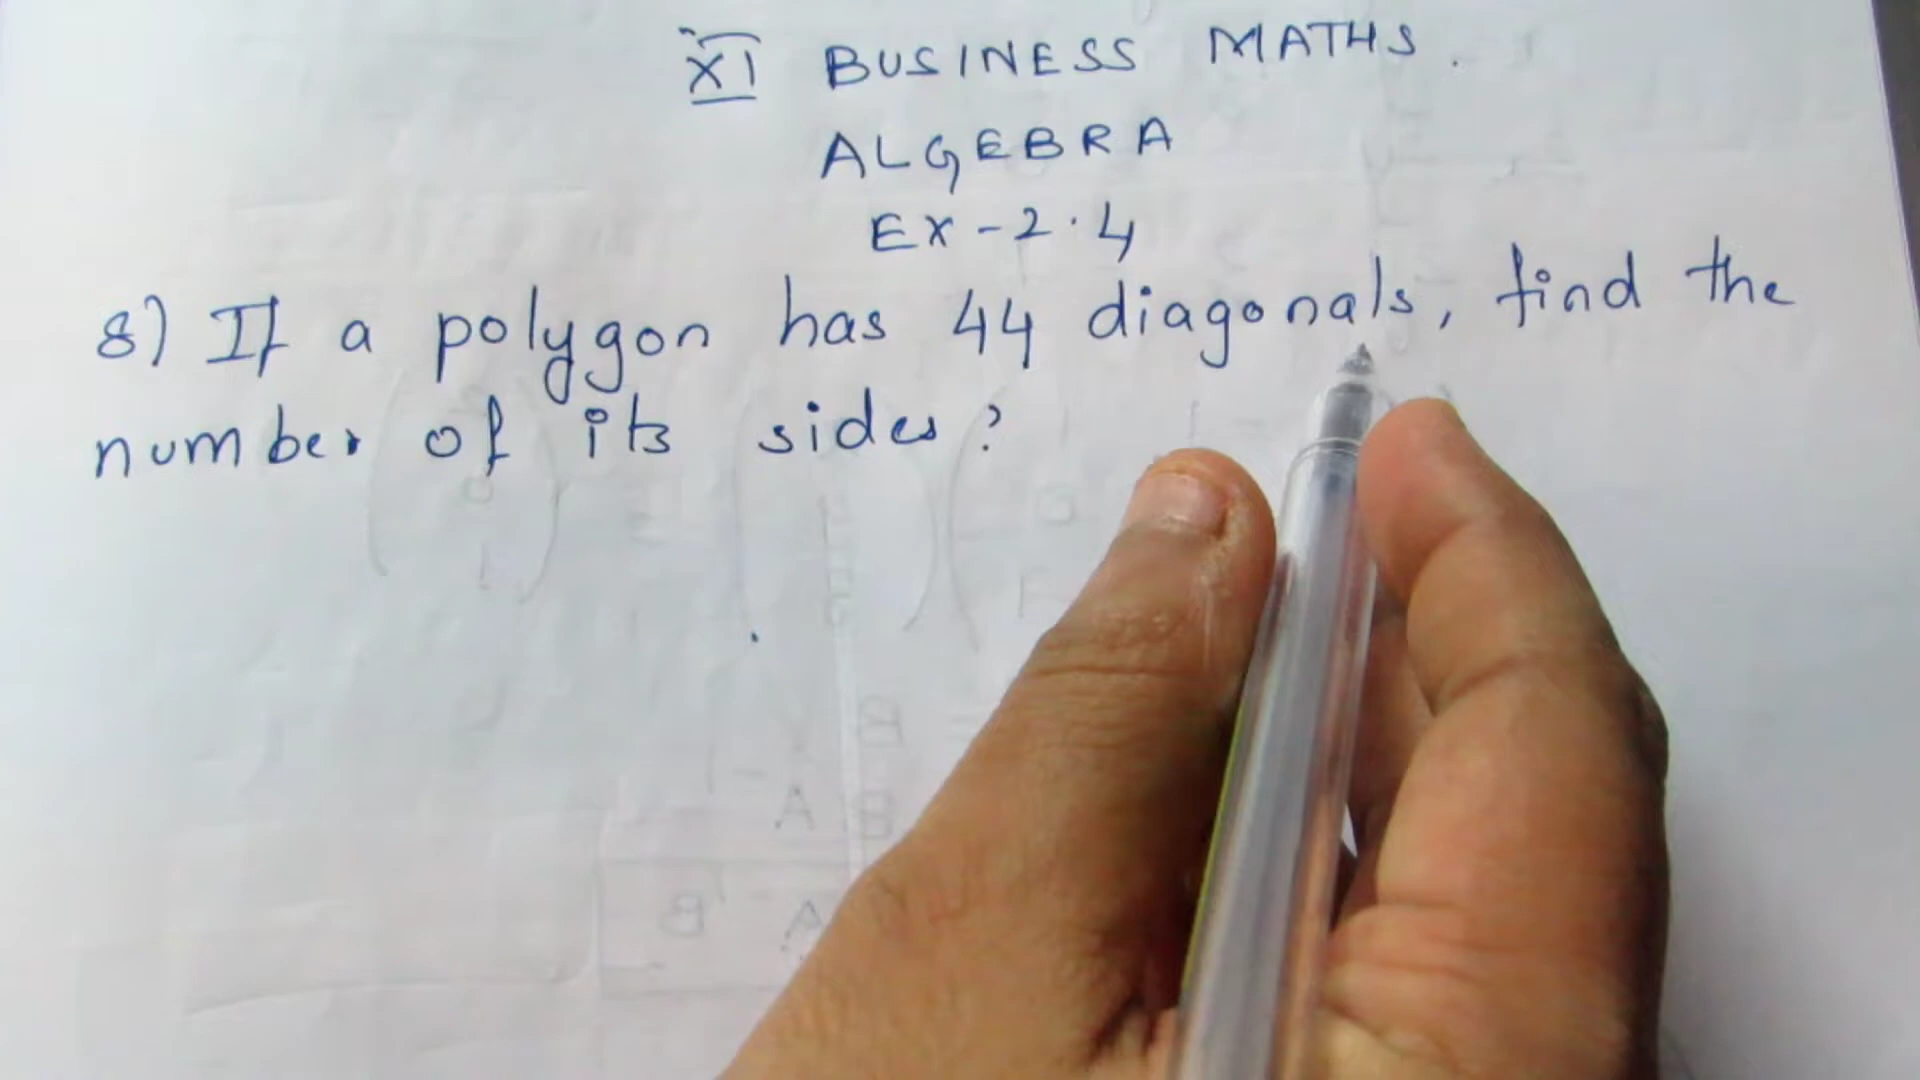 XI BUSINESS MATHS.
ALGEBRA
EX-2.4
8) If a polygon has 44 diagonals, find the
number of its sides?